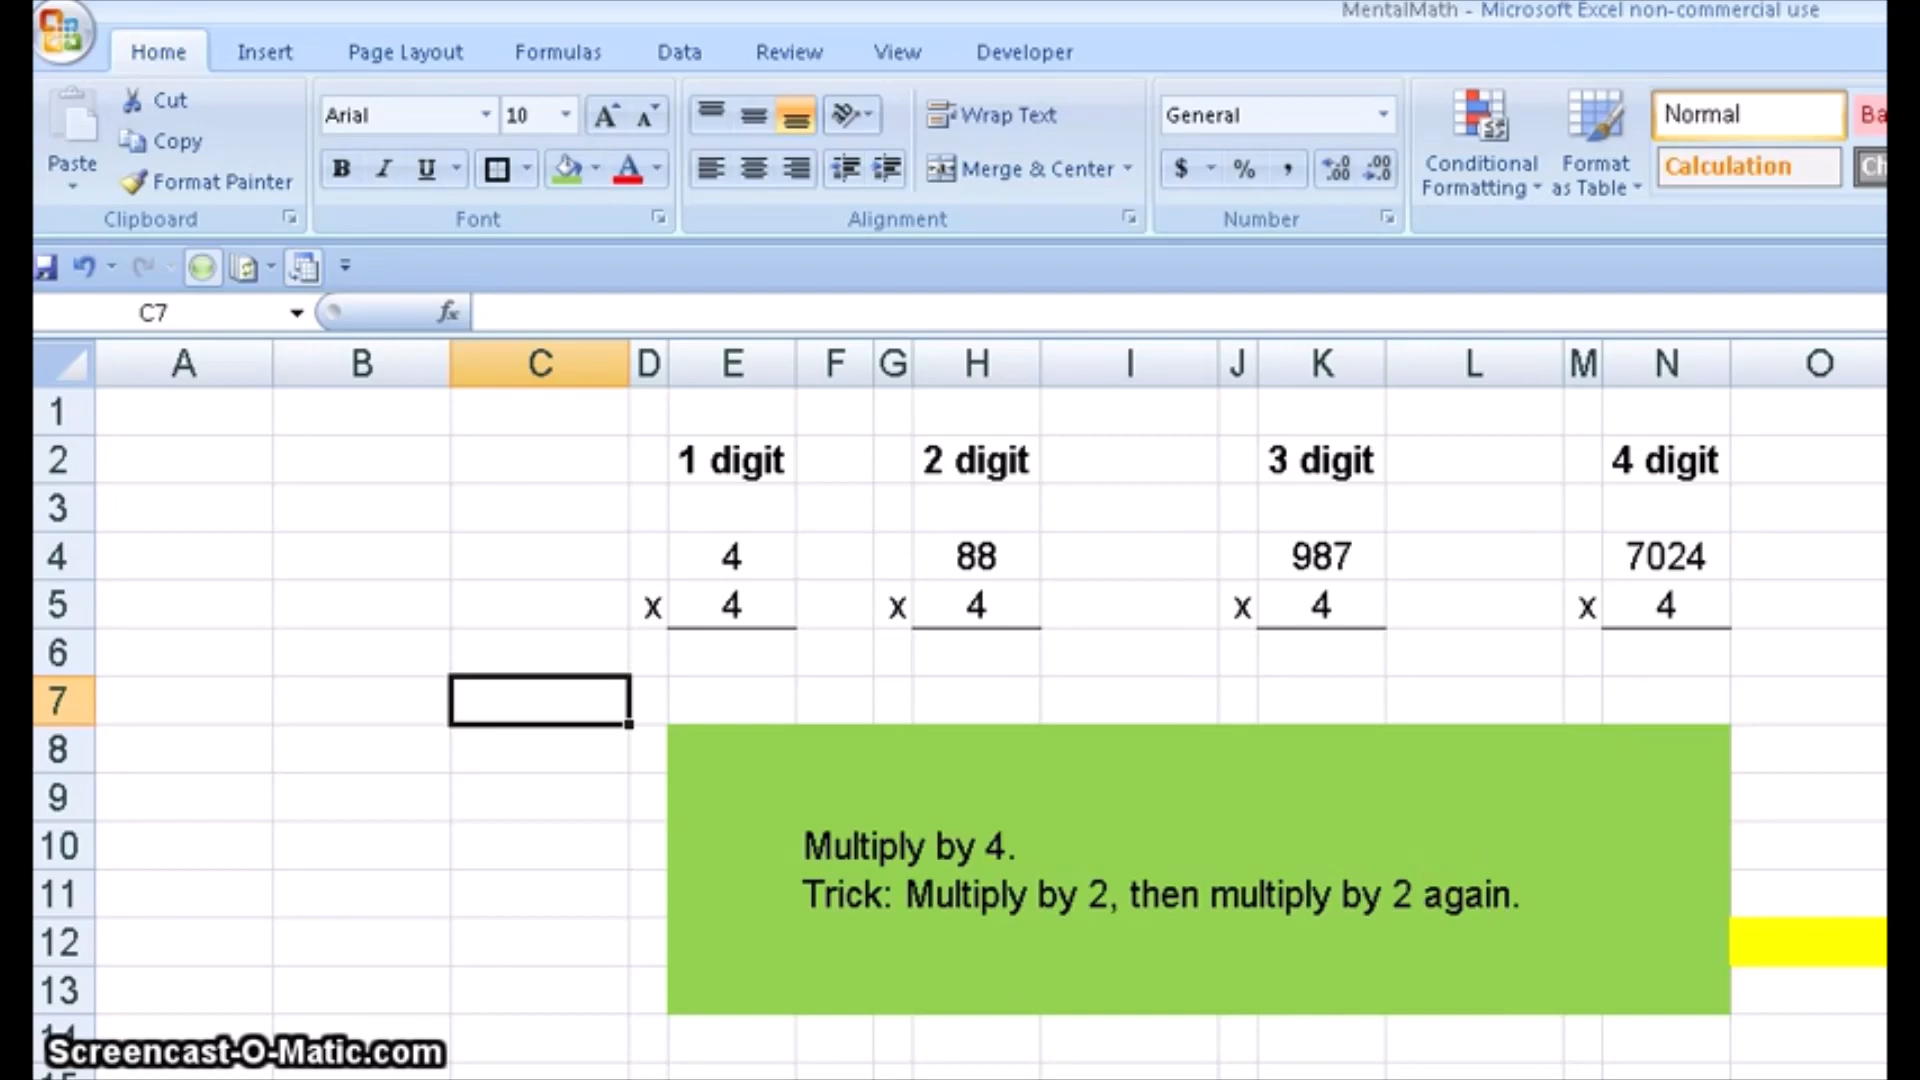 MentalMath - Microsoft Excel non-commercial use
Home Insert Page Layout Formulas Data Review View Developer
Cut
Copy
Paste
Format Painter
Clipboard
Arial 10
B I U
Font
Wrap Text
Merge & Center
Alignment
General
$ % ,
Number
Conditional Formatting
Format as Table
Normal
Calculation
C7
A B C D E F G H I J K L M N O
1
2 1 digit 2 digit 3 digit 4 digit
3
4 4 88 987 7024
5 x 4 x 4 x 4 x 4
6
7
8
9
10 Multiply by 4.
11 Trick: Multiply by 2, then multiply by 2 again.
12
13
Screencast-O-Matic.com